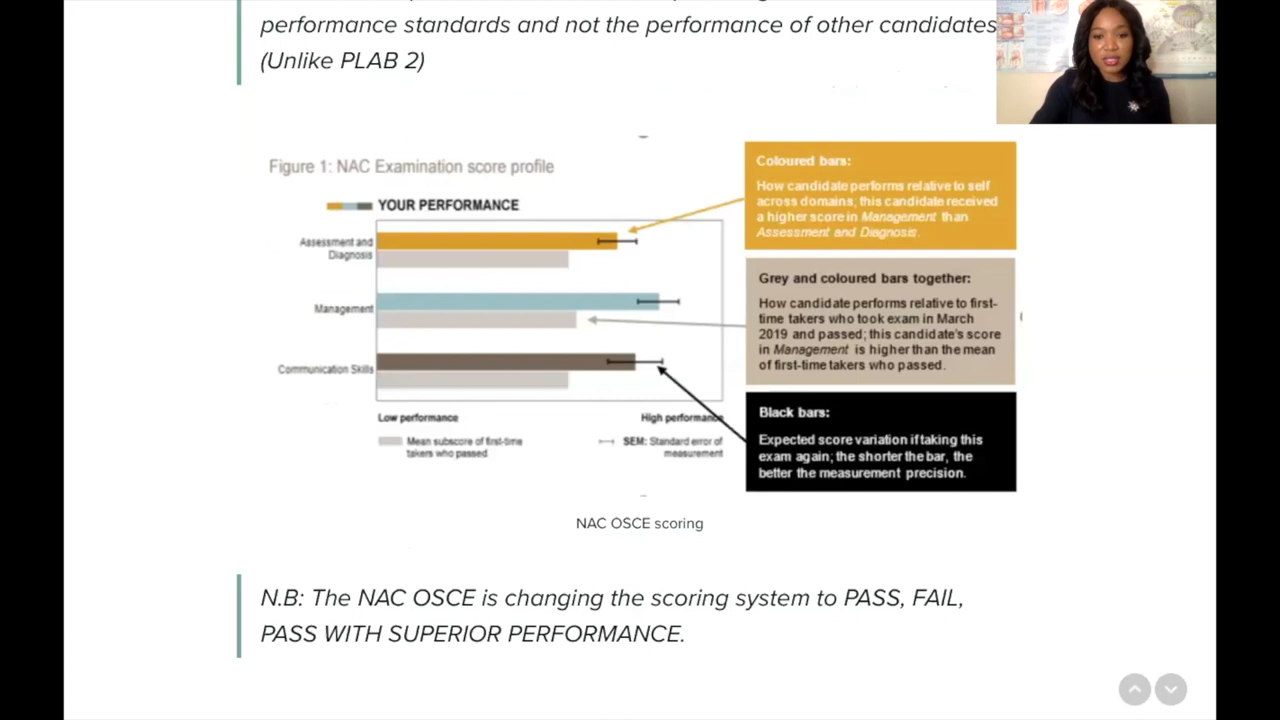 performance standards and not the performance of other candidates
(Unlike PLAB 2)
Figure 1: NAC Examination score profile
YOUR PERFORMANCE
Assessment and
Diagnosis
Management
Communication Skills
Low performance
High performance
Mean subscore of first-time
takers who passed
SEM: Standard error of
measurement
Coloured bars:
How candidate performs relative to self
across domains; this candidate received
a higher score in Management than
Assessment and Diagnosis.
Grey and coloured bars together:
How candidate performs relative to first-
time takers who took exam in March
2019 and passed; this candidate's score
in Management is higher than the mean
of first-time takers who passed.
Black bars:
Expected score variation if taking this
exam again; the shorter the bar, the
better the measurement precision.
NAC OSCE scoring
N.B: The NAC OSCE is changing the scoring system to PASS, FAIL,
PASS WITH SUPERIOR PERFORMANCE.